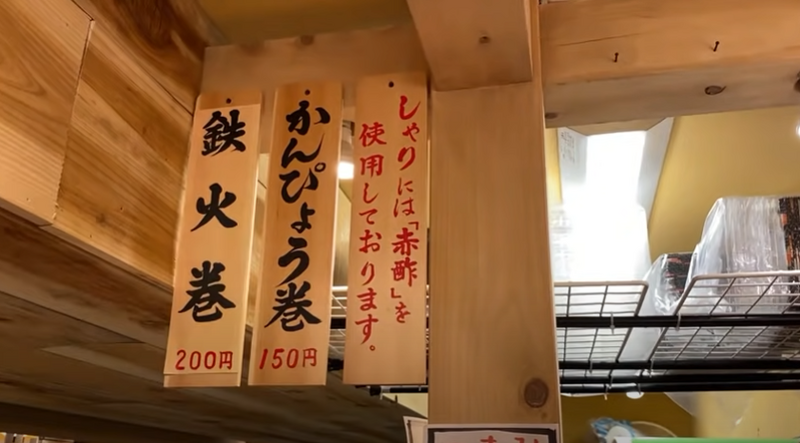 しゃりには「赤酢」を
使用しております。
かんぴょう巻
150円
鉄火巻
200円